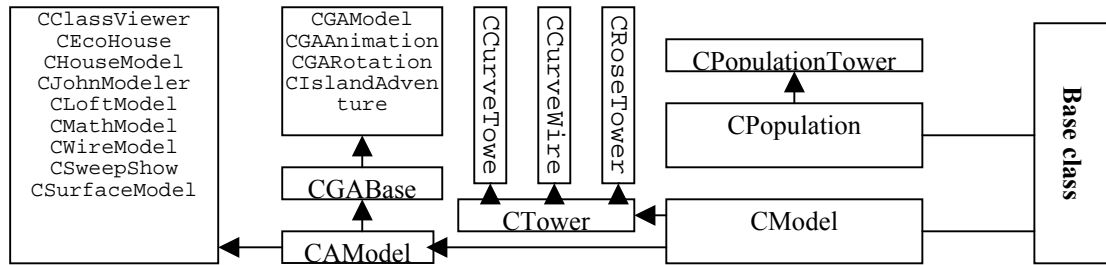 CClassViewer
CEcoHouse
CHouseModel
CJohnModeler
CLoftModel
CMathModel
CWireModel
CSweepShow
CSurfaceModel
CGAModel
CGAAnimation
CGARotation
CIslandAdven
ture
CGABase
CAModel
CCurveTowe
CCurveWire
CRoseTower
CTower
CPopulationTower
CPopulation
CModel
Base class